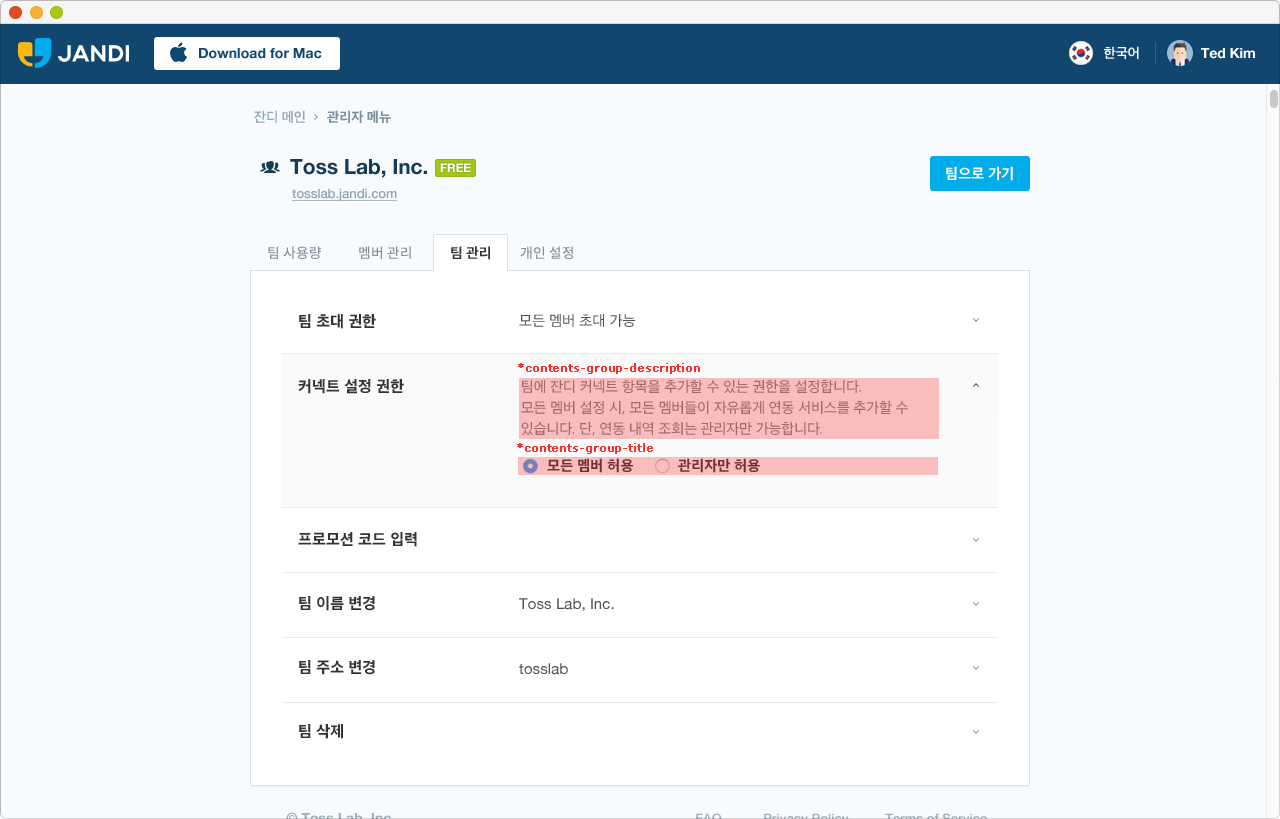 JANDI
Download for Mac
한국어
Ted Kim
잔디 메인 › 관리자 메뉴
Toss Lab, Inc. FREE
tosslab.jandi.com
팀으로 가기
팀 사용량
멤버 관리
팀 관리
개인 설정
팀 초대 권한
모든 멤버 초대 가능
커넥트 설정 권한
*contents-group-description
팀에 잔디 커넥트 항목을 추가할 수 있는 권한을 설정합니다.
모든 멤버 설정 시, 모든 멤버들이 자유롭게 연동 서비스를 추가할 수
있습니다. 단, 연동 내역 조회는 관리자만 가능합니다.
*contents-group-title
모든 멤버 허용
관리자만 허용
프로모션 코드 입력
팀 이름 변경
Toss Lab, Inc.
팀 주소 변경
tosslab
팀 삭제
© Toss Lab, Inc.
FAQ
Privacy Policy
Terms of Service